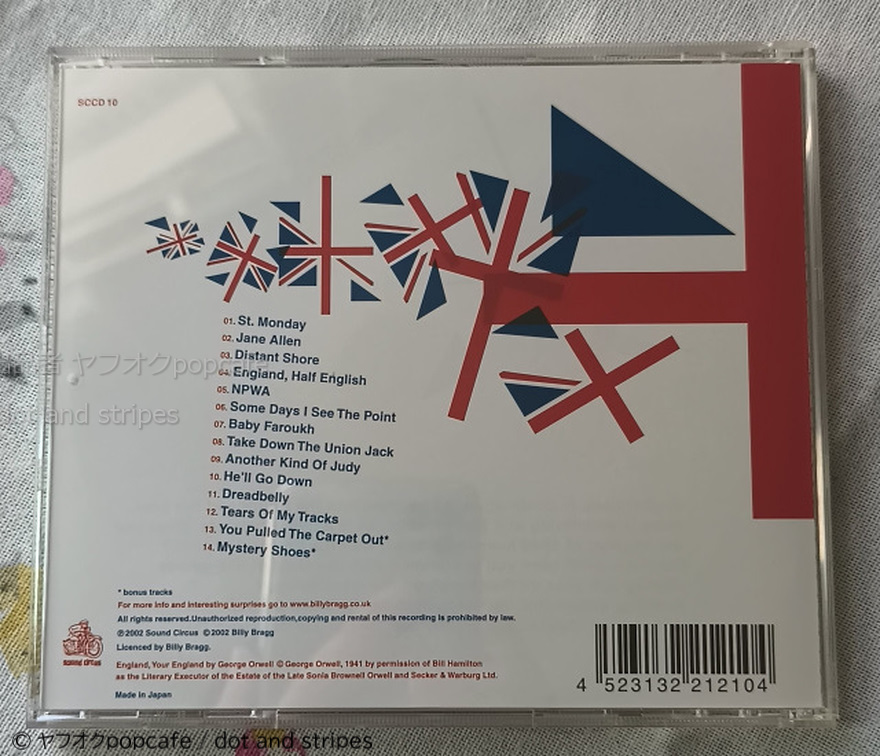 SCCD 10
01. St. Monday
02. Jane Allen
03. Distant Shore
04. England, Half English
05. NPWA
06. Some Days I See The Point
07. Baby Faroukh
08. Take Down The Union Jack
09. Another Kind Of Judy
10. He'll Go Down
11. Dreadbelly
12. Tears Of My Tracks
13. You Pulled The Carpet Out*
14. Mystery Shoes*
* bonus tracks
For more info and interesting surprises go to www.billybragg.co.uk
All rights reserved.Unauthorized reproduction,copying and rental of this recording is prohibited by law.
℗2002 Sound Circus ©2002 Billy Bragg
Licenced by Billy Bragg.
England, Your England by George Orwell © George Orwell, 1941 by permission of Bill Hamilton
as the Literary Executor of the Estate of the Late Sonia Brownell Orwell and Secker & Warburg Ltd.
Made in Japan
sound circus
4 523132 212104
者 ヤフオクpopcafe
dot and stripes
© ヤフオクpopcafe / dot and stripes